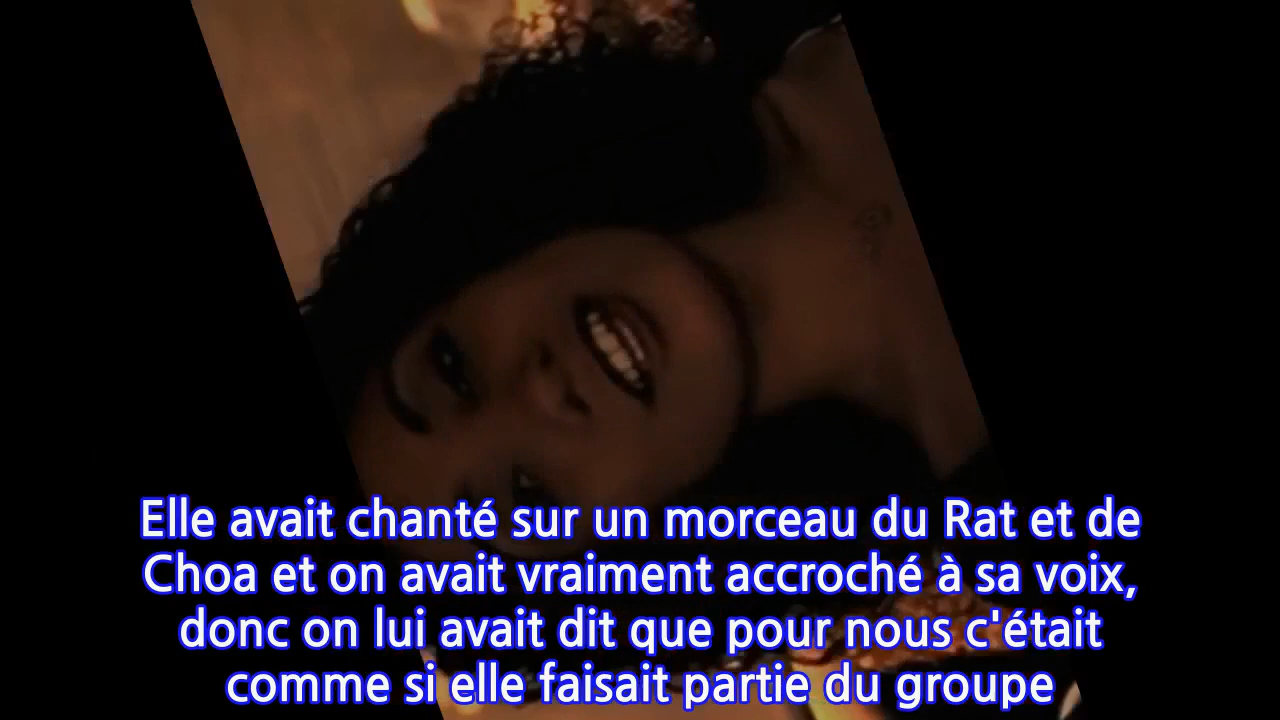 Elle avait chanté sur un morceau du Rat et de
Choa et on avait vraiment accroché à sa voix,
donc on lui avait dit que pour nous c'était
comme si elle faisait partie du groupe